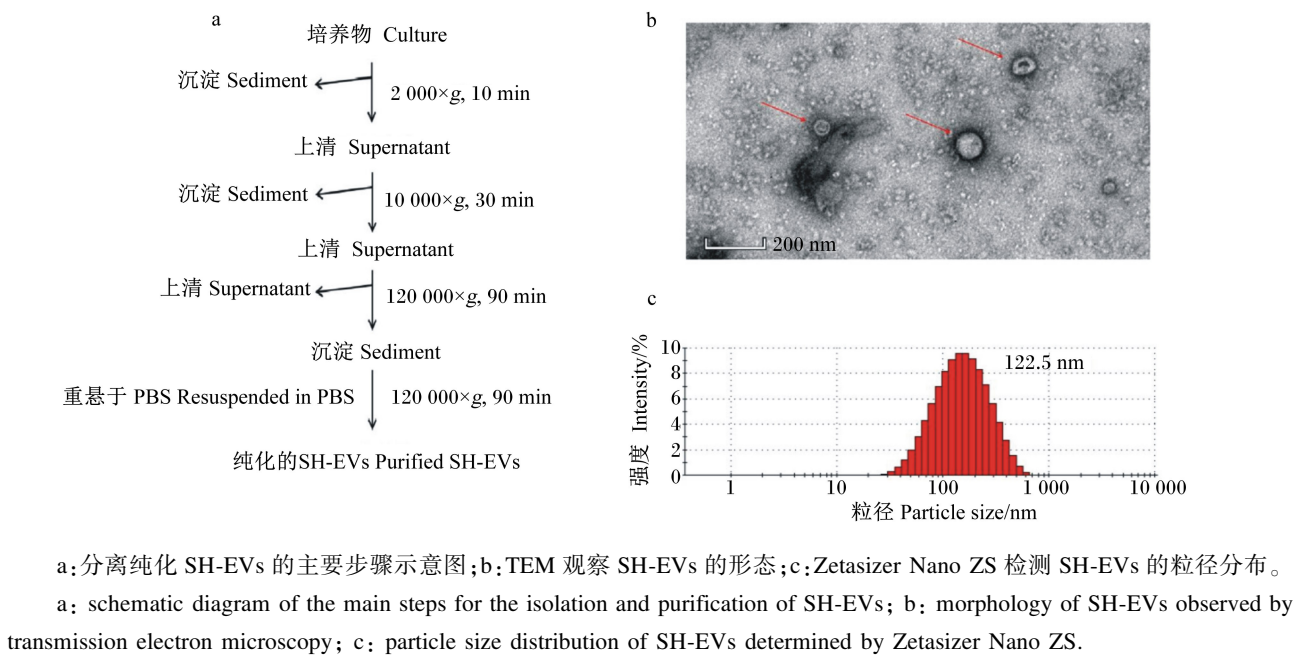 a
培养物 Culture
沉淀 Sediment
2 000×g, 10 min
上清 Supernatant
沉淀 Sediment
10 000×g, 30 min
上清 Supernatant
上清 Supernatant
120 000×g, 90 min
沉淀 Sediment
重悬于 PBS Resuspended in PBS
120 000×g, 90 min
纯化的SH-EVs Purified SH-EVs
b
200 nm
c
122.5 nm
强度 Intensity/%
10
8
6
4
2
0
1 10 100 1 000 10 000
粒径 Particle size/nm
a:分离纯化 SH-EVs 的主要步骤示意图;b:TEM 观察 SH-EVs 的形态;c:Zetasizer Nano ZS 检测 SH-EVs 的粒径分布。
a: schematic diagram of the main steps for the isolation and purification of SH-EVs; b: morphology of SH-EVs observed by
transmission electron microscopy; c: particle size distribution of SH-EVs determined by Zetasizer Nano ZS.